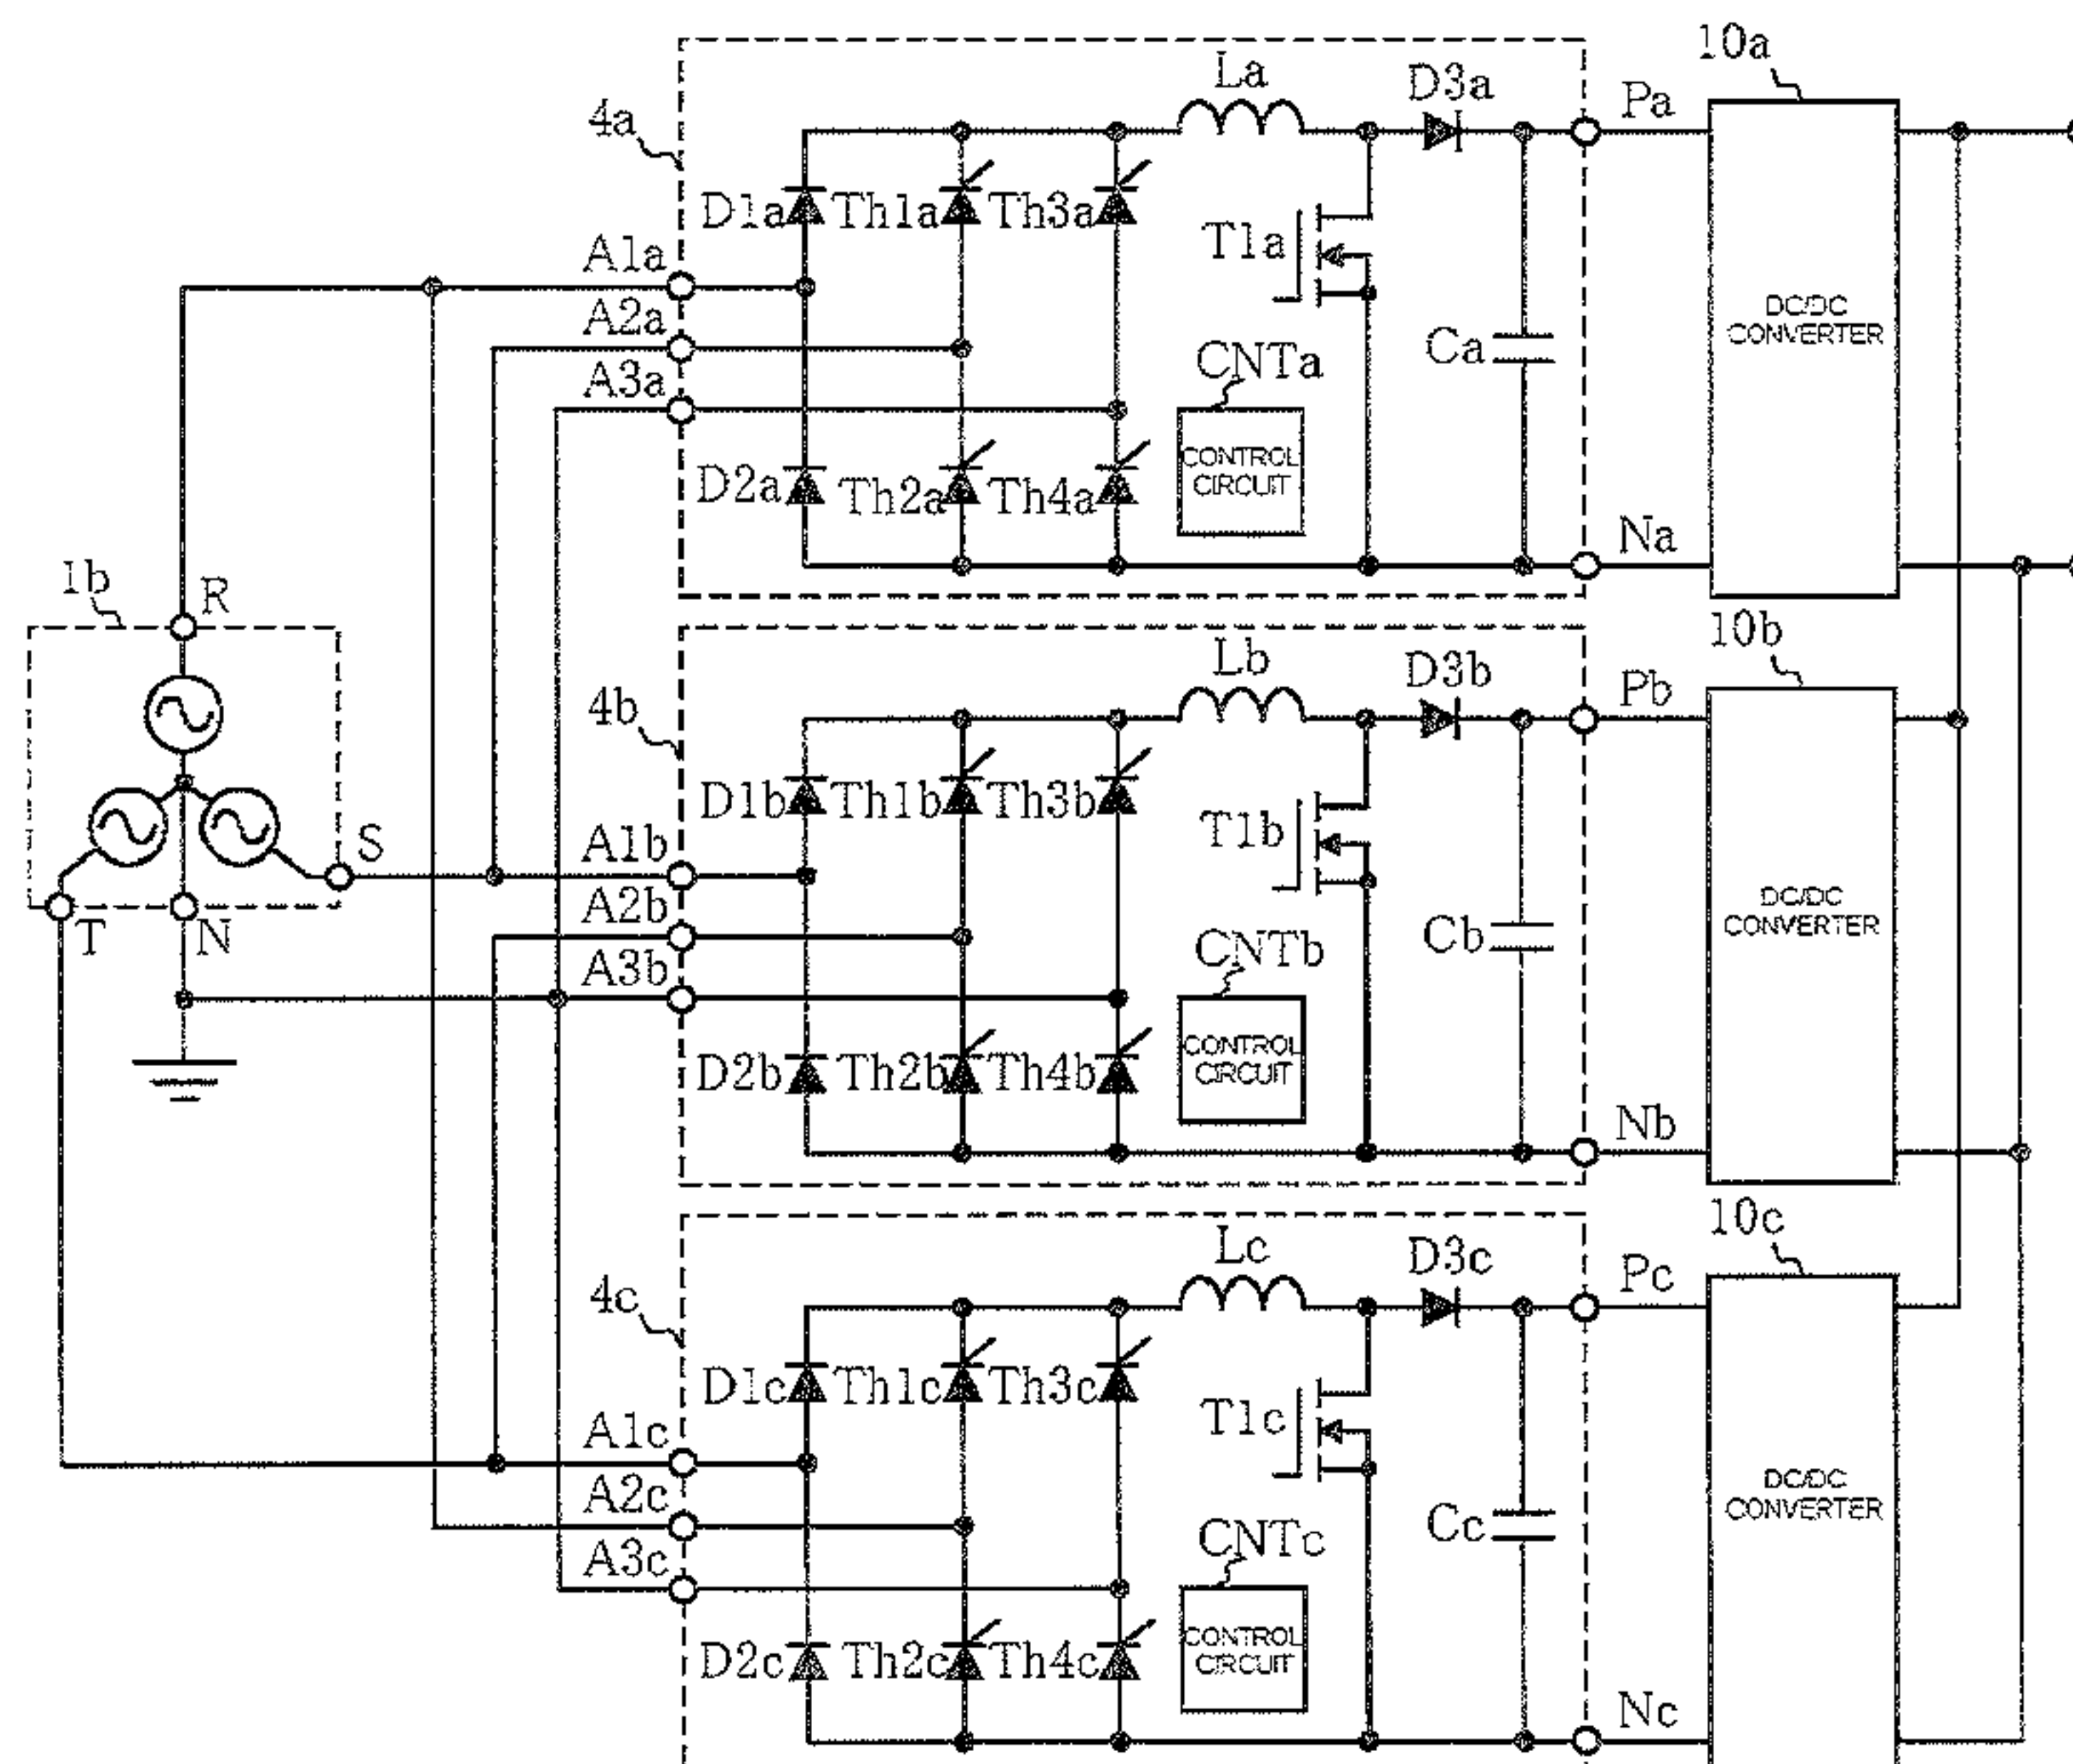 10a
La
D3a
Pa
4a
D1a
Th1a
Th3a
T1a
A1a
A2a
A3a
DC/DC
CONVERTER
Ca
CNTa
CONTROL
CIRCUIT
D2a
Th2a
Th4a
Na
1b
R
10b
Lb
D3b
Pb
4b
D1b
Th1b
Th3b
T1b
A1b
S
A2b
T
N
A3b
DC/DC
CONVERTER
Cb
CNTb
CONTROL
CIRCUIT
D2b
Th2b
Th4b
Nb
10c
Lc
D3c
Pc
4c
D1c
Th1c
Th3c
T1c
A1c
A2c
A3c
DC/DC
CONVERTER
Cc
CNTc
CONTROL
CIRCUIT
D2c
Th2c
Th4c
Nc